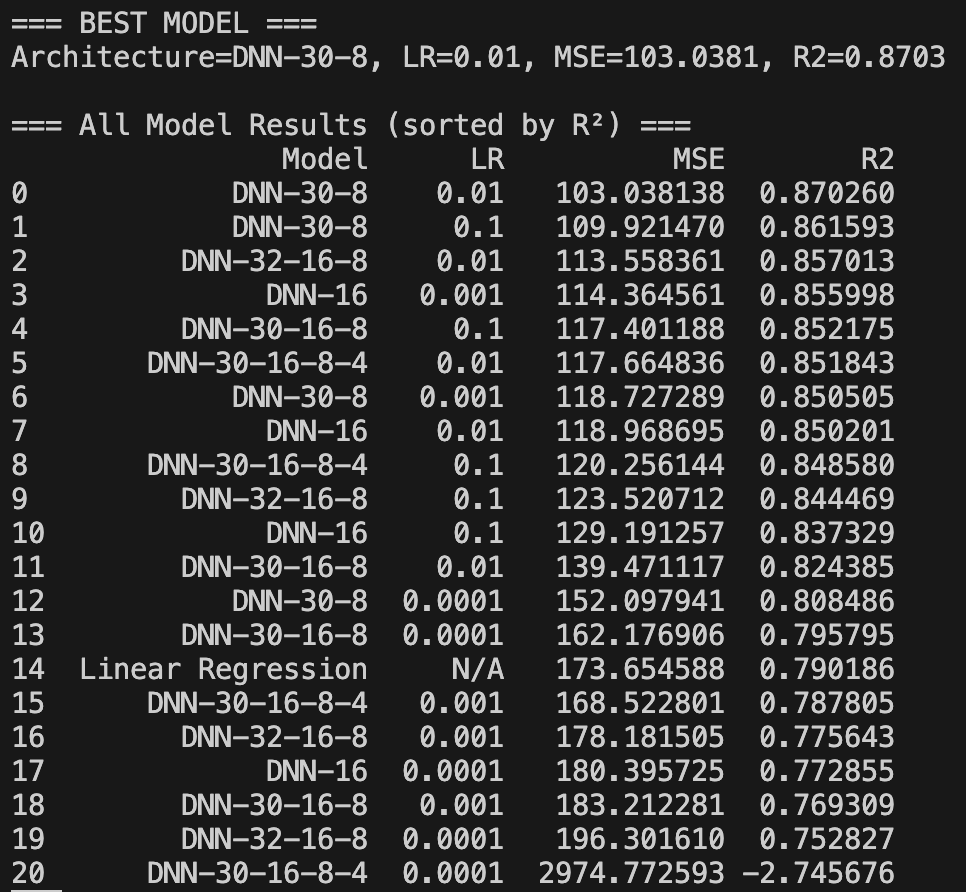 === BEST MODEL ===
Architecture=DNN-30-8, LR=0.01, MSE=103.0381, R2=0.8703
=== All Model Results (sorted by R²) ===
Model LR MSE R2
0 DNN-30-8 0.01 103.038138 0.870260
1 DNN-30-8 0.1 109.921470 0.861593
2 DNN-32-16-8 0.01 113.558361 0.857013
3 DNN-16 0.001 114.364561 0.855998
4 DNN-30-16-8 0.1 117.401188 0.852175
5 DNN-30-16-8-4 0.01 117.664836 0.851843
6 DNN-30-8 0.001 118.727289 0.850505
7 DNN-16 0.01 118.968695 0.850201
8 DNN-30-16-8-4 0.1 120.256144 0.848580
9 DNN-32-16-8 0.1 123.520712 0.844469
10 DNN-16 0.1 129.191257 0.837329
11 DNN-30-16-8 0.01 139.471117 0.824385
12 DNN-30-8 0.0001 152.097941 0.808486
13 DNN-30-16-8 0.0001 162.176906 0.795795
14 Linear Regression N/A 173.654588 0.790186
15 DNN-30-16-8-4 0.001 168.522801 0.787805
16 DNN-32-16-8 0.001 178.181505 0.775643
17 DNN-16 0.0001 180.395725 0.772855
18 DNN-30-16-8 0.001 183.212281 0.769309
19 DNN-32-16-8 0.0001 196.301610 0.752827
20 DNN-30-16-8-4 0.0001 2974.772593 -2.745676